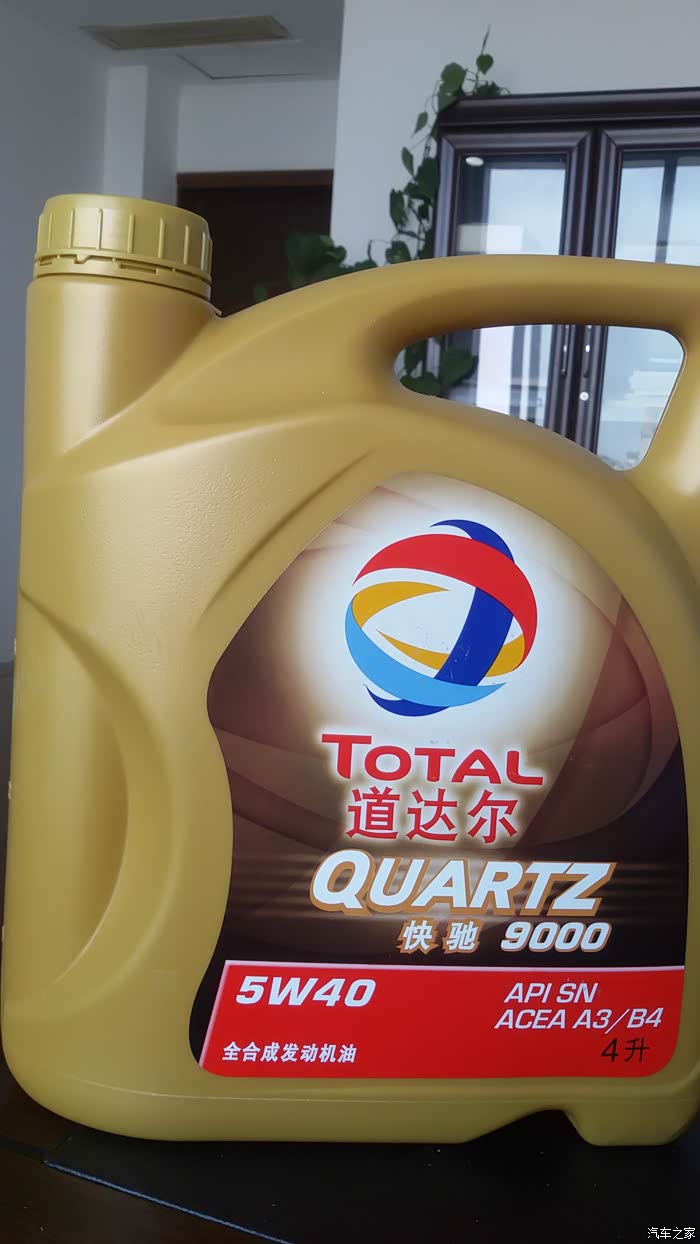 TOTAL
道达尔
QUARTZ
快驰 9000
5W40
API SN
ACEA A3/B4
全合成发动机油
4升
汽车之家